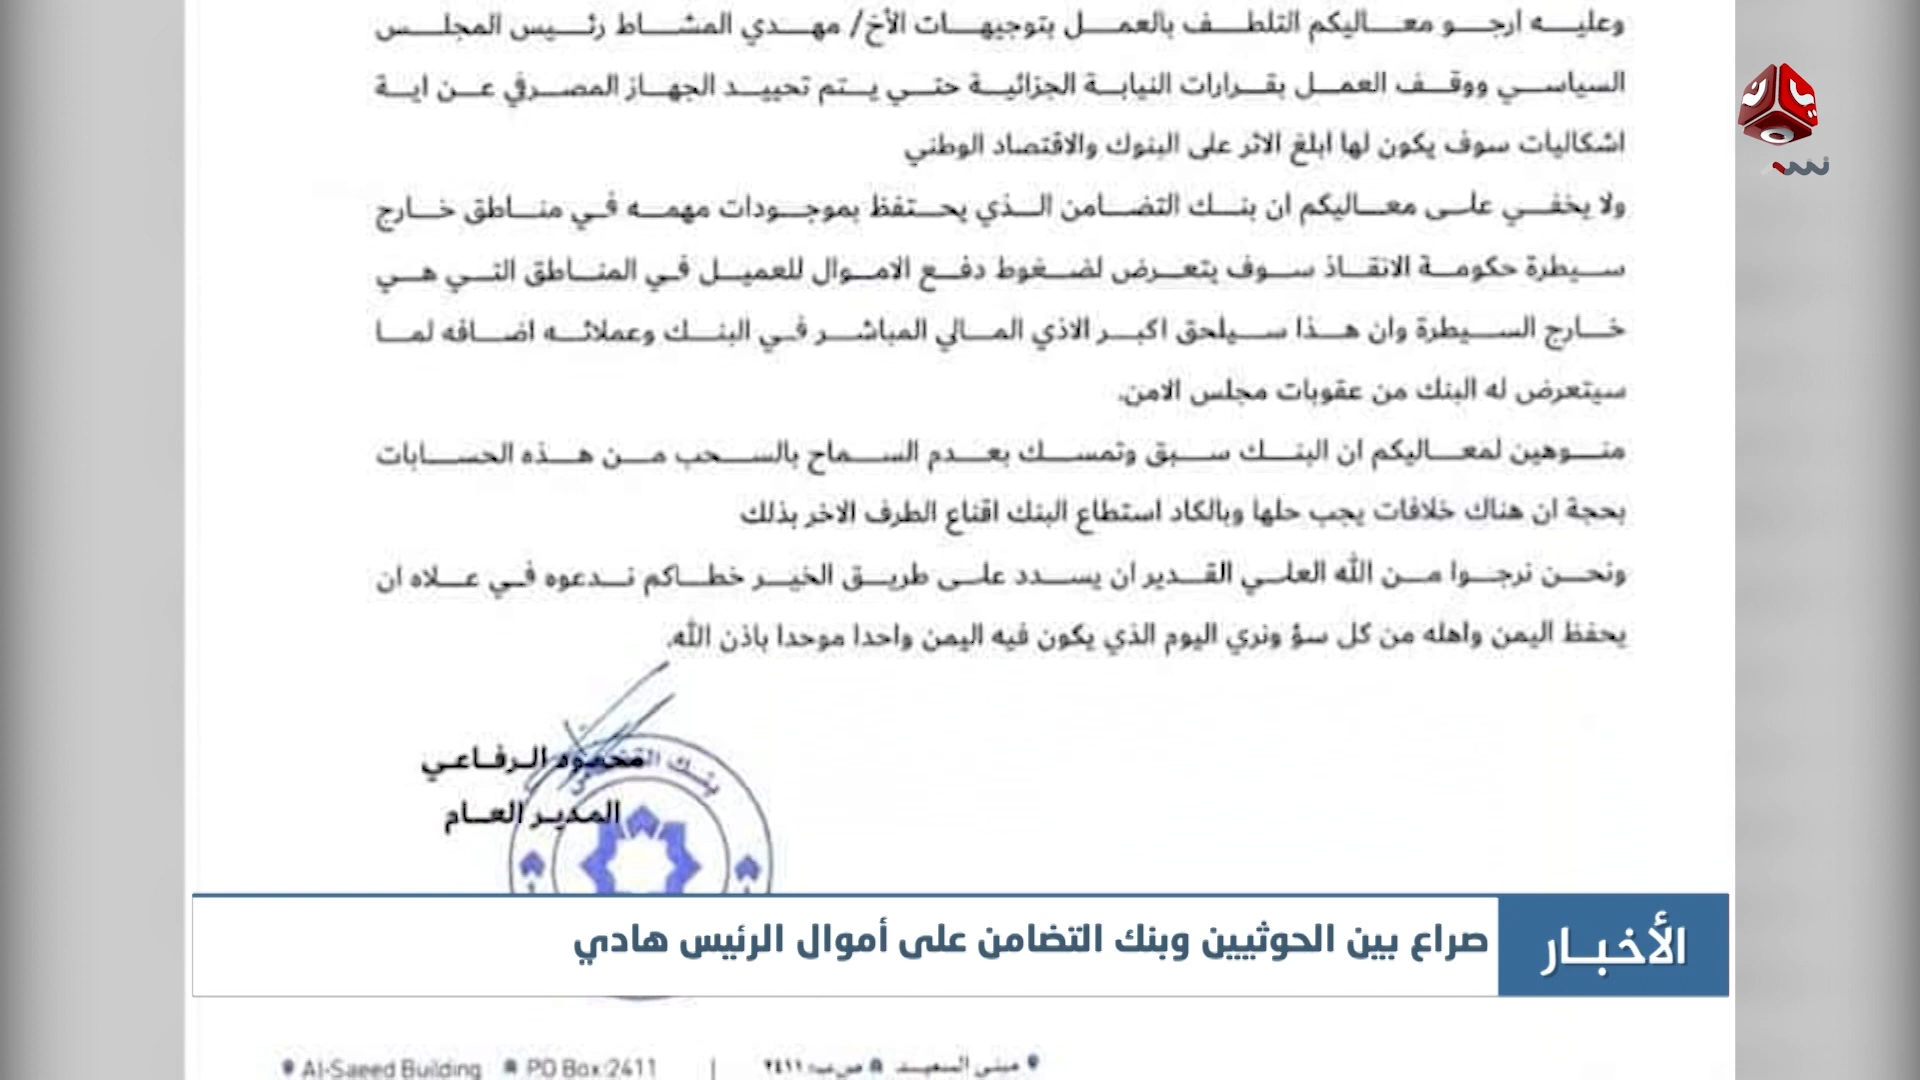 وعليه ارجو معاليكم التلطف بالعمل بتوجيهات الأخ/ مهدي المشاط رئيس المجلس
السياسي ووقف العمل بقرارات النيابة الجزائية حتي يتم تحييد الجهاز المصرفي عن اية
اشكاليات سوف يكون لها ابلغ الاثر على البنوك والاقتصاد الوطني
ولا يخفي على معاليكم ان بنك التضامن الذي يحتفظ بموجودات مهمه في مناطق خارج
سيطرة حكومة الانقاذ سوف يتعرض لضغوط دفع الاموال للعميل في المناطق التي هي
خارج السيطرة وان هذا سيلحق اكبر الاذي المالي المباشر في البنك وعملائه اضافه لما
سيتعرض له البنك من عقوبات مجلس الامن.
منوهين لمعاليكم ان البنك سبق وتمسك بعدم السماح بالسحب من هذه الحسابات
بحجة ان هناك خلافات يجب حلها وبالكاد استطاع البنك اقناع الطرف الاخر بذلك
ونحن نرجوا من الله العلي القدير ان يسدد على طريق الخير خطاكم ندعوه في علاه ان
يحفظ اليمن واهله من كل سؤ ونري اليوم الذي يكون فيه اليمن واحدا موحدا باذن الله.
محمود الرفاعي
المدير العام
بنك
الأخبار
صراع بين الحوثيين وبنك التضامن على أموال الرئيس هادي
مبنى السعيد ص.ب: ٢٤١١ | Al-Saeed Building PO Box:2411